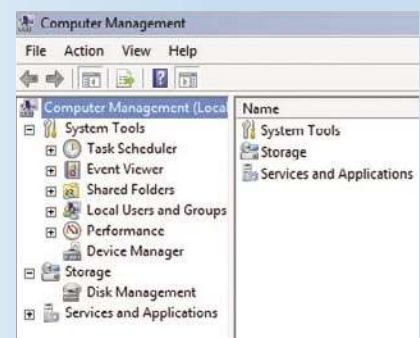 Computer Management
File Action View Help
Computer Management (Local
System Tools
Task Scheduler
Event Viewer
Shared Folders
Local Users and Groups
Performance
Device Manager
Storage
Disk Management
Services and Applications
Name
System Tools
Storage
Services and Applications